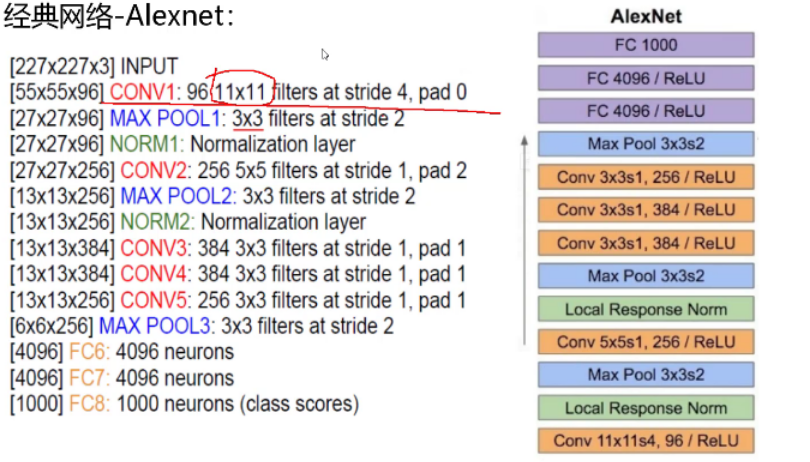 经典网络-Alexnet:
[227x227x3] INPUT
[55x55x96] CONV1: 96 11x11 filters at stride 4, pad 0
[27x27x96] MAX POOL1: 3x3 filters at stride 2
[27x27x96] NORM1: Normalization layer
[27x27x256] CONV2: 256 5x5 filters at stride 1, pad 2
[13x13x256] MAX POOL2: 3x3 filters at stride 2
[13x13x256] NORM2: Normalization layer
[13x13x384] CONV3: 384 3x3 filters at stride 1, pad 1
[13x13x384] CONV4: 384 3x3 filters at stride 1, pad 1
[13x13x256] CONV5: 256 3x3 filters at stride 1, pad 1
[6x6x256] MAX POOL3: 3x3 filters at stride 2
[4096] FC6: 4096 neurons
[4096] FC7: 4096 neurons
[1000] FC8: 1000 neurons (class scores)
AlexNet
FC 1000
FC 4096 / ReLU
FC 4096 / ReLU
Max Pool 3x3s2
Conv 3x3s1, 256 / ReLU
Conv 3x3s1, 384 / ReLU
Conv 3x3s1, 384 / ReLU
Max Pool 3x3s2
Local Response Norm
Conv 5x5s1, 256 / ReLU
Max Pool 3x3s2
Local Response Norm
Conv 11x11s4, 96 / ReLU